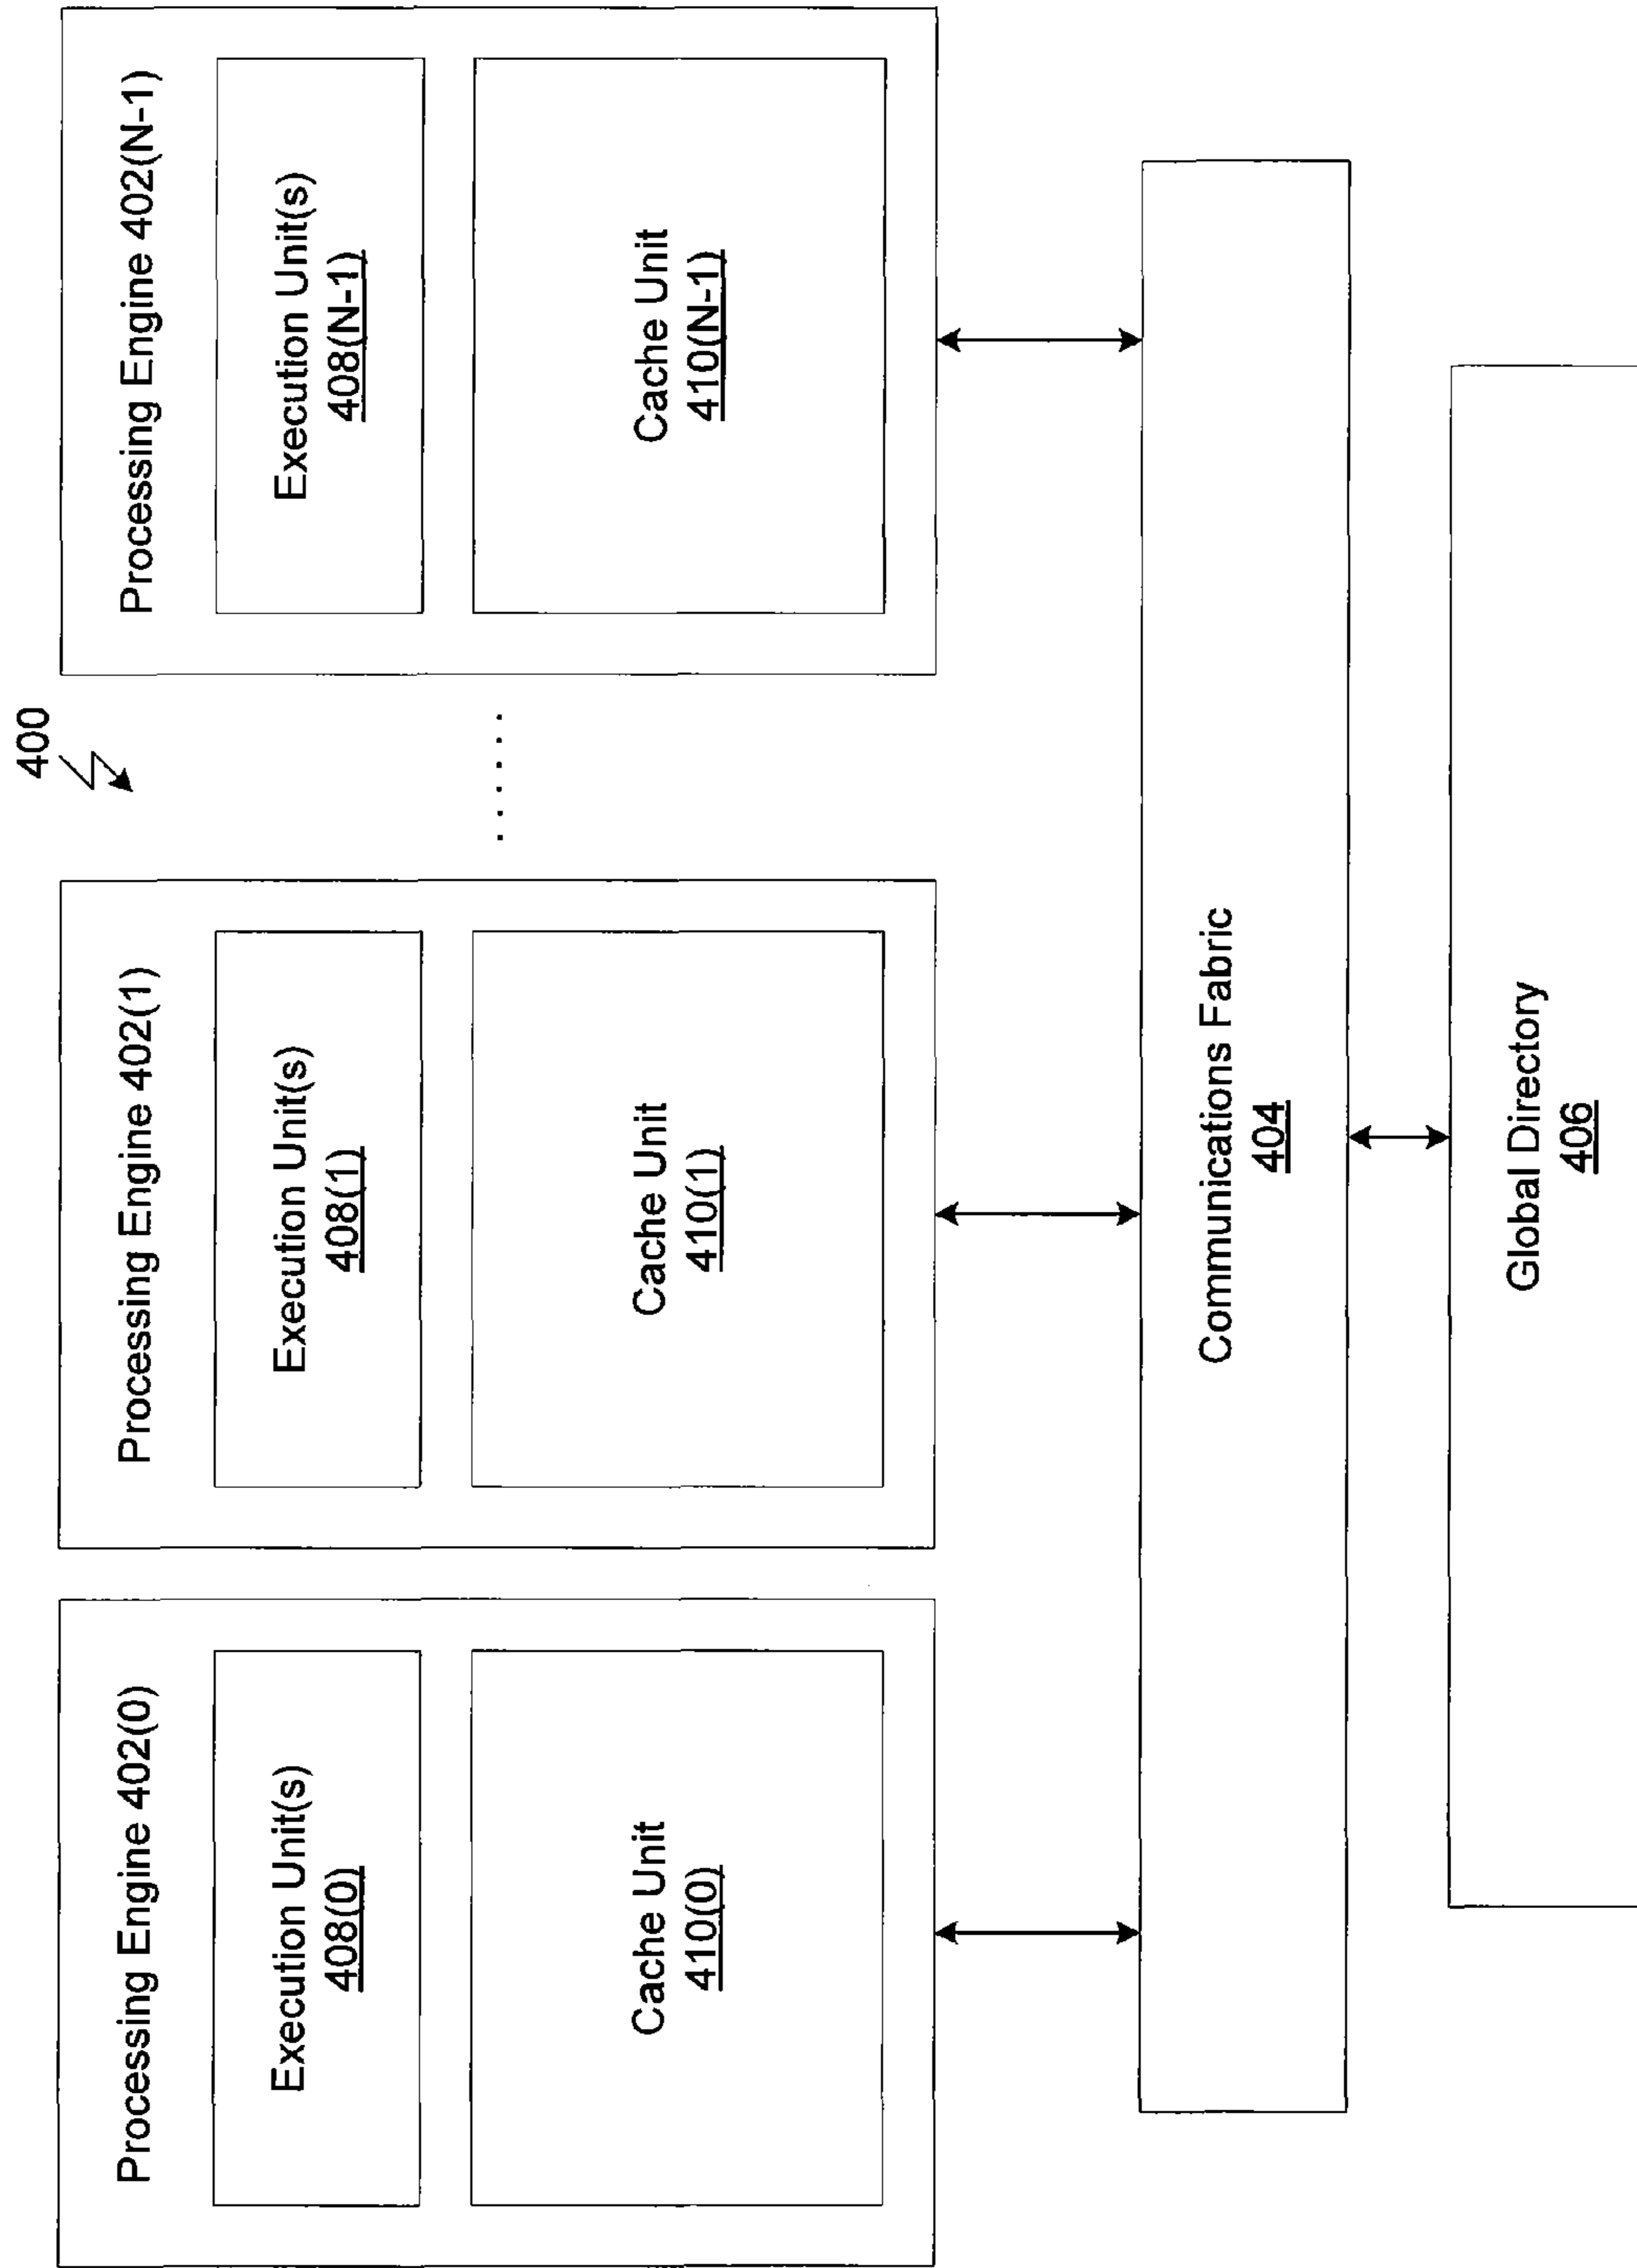 400
Processing Engine 402(0)
Execution Unit(s)
408(0)
Cache Unit
410(0)
Processing Engine 402(1)
Execution Unit(s)
408(1)
Cache Unit
410(1)
......
Processing Engine 402(N-1)
Execution Unit(s)
408(N-1)
Cache Unit
410(N-1)
Communications Fabric
404
Global Directory
406